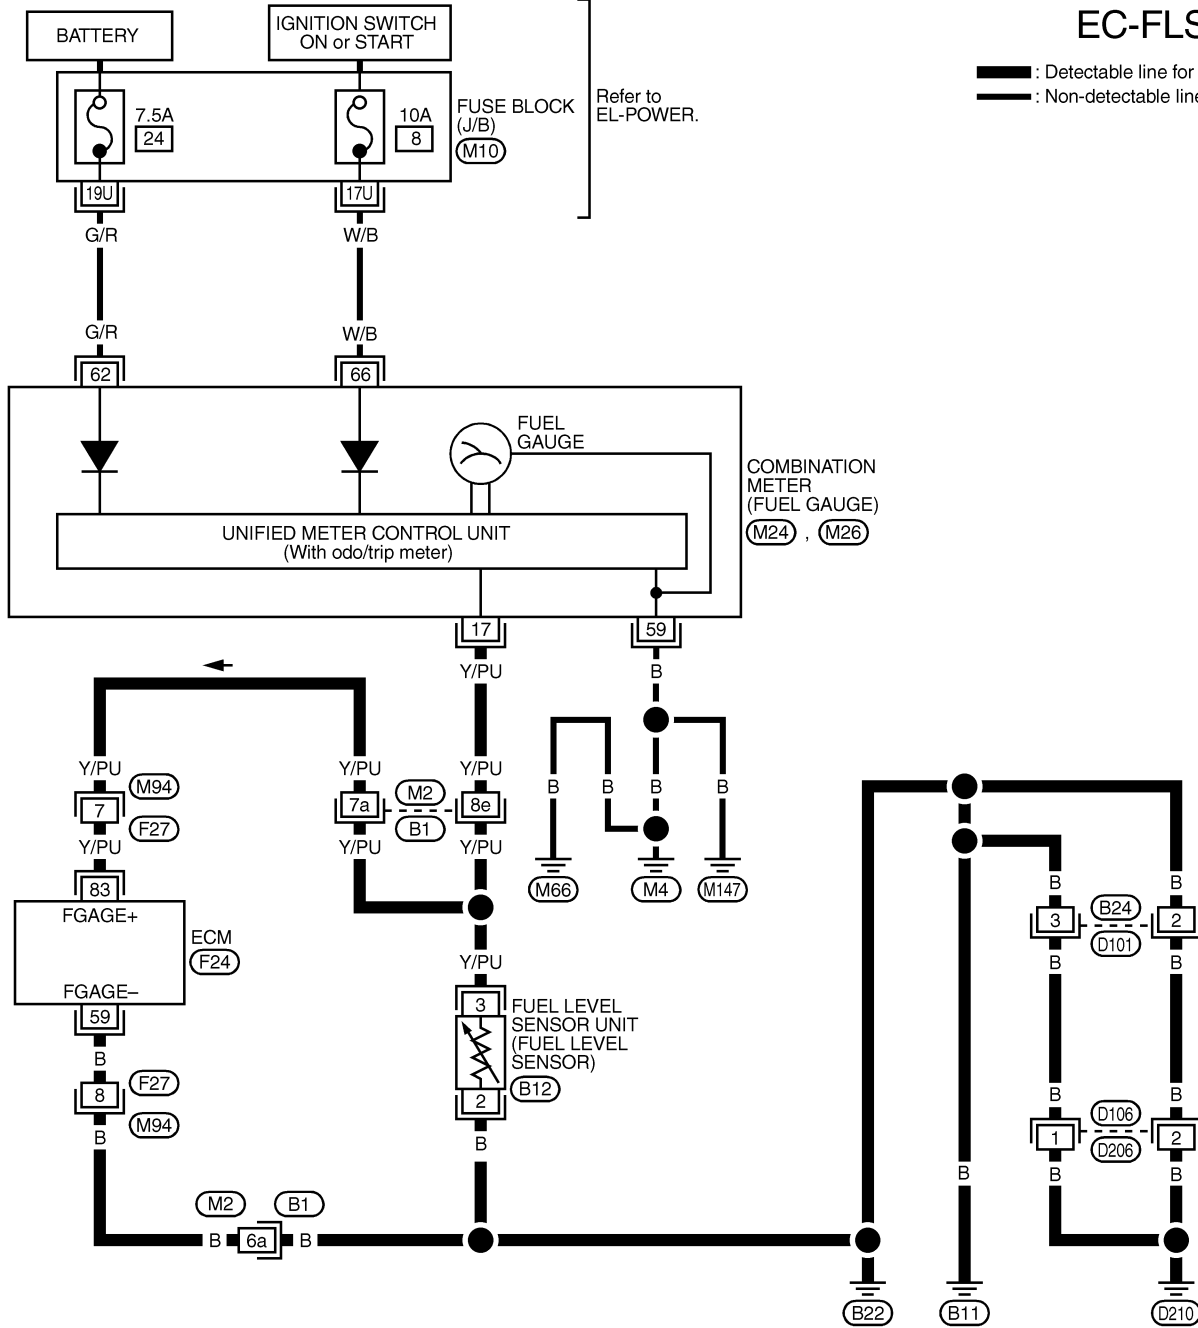 BATTERY
IGNITION SWITCH
ON or START
EC-FLS
: Detectable line for
: Non-detectable line
7.5A
24
10A
8
FUSE BLOCK
(J/B)
M10
Refer to
EL-POWER.
19U
17U
G/R
W/B
G/R
W/B
62
66
FUEL
GAUGE
COMBINATION
METER
(FUEL GAUGE)
M24 , M26
UNIFIED METER CONTROL UNIT
(With odo/trip meter)
17
59
Y/PU
B
Y/PU
Y/PU
Y/PU
B
B
B
B
M94
7
F27
7a
M2
B1
8e
Y/PU
Y/PU
Y/PU
M66
M4
M147
83
FGAGE+
ECM
F24
FGAGE–
59
B
8
F27
M94
B
Y/PU
3
FUEL LEVEL
SENSOR UNIT
(FUEL LEVEL
SENSOR)
B12
2
B
B
B
3
B24
D101
2
B
B
B
B
1
D106
D206
2
B
B
B
M2
B1
B
6a
B
B22
B11
D210